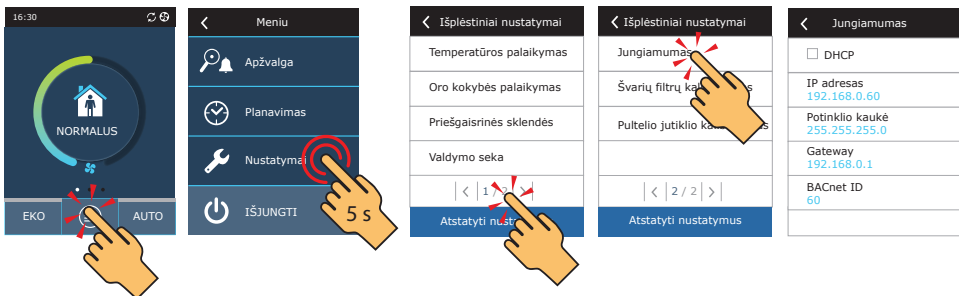 16:30
NORMALUS
EKO
AUTO
Meniu
Apžvalga
Planavimas
Nustatymai
IŠJUNGTI
5 s
Išplėstiniai nustatymai
Temperatūros palaikymas
Oro kokybės palaikymas
Priešgaisrinės sklendės
Valdymo seka
1 / 2
Atstatyti nust
Išplėstiniai nustatymai
Jungiamumas
Švarių filtrų ka s
Pultelio jutiklio ka as
2 / 2
Atstatyti nustatymus
Jungiamumas
DHCP
IP adresas
192.168.0.60
Potinklio kaukė
255.255.255.0
Gateway
192.168.0.1
BACnet ID
60